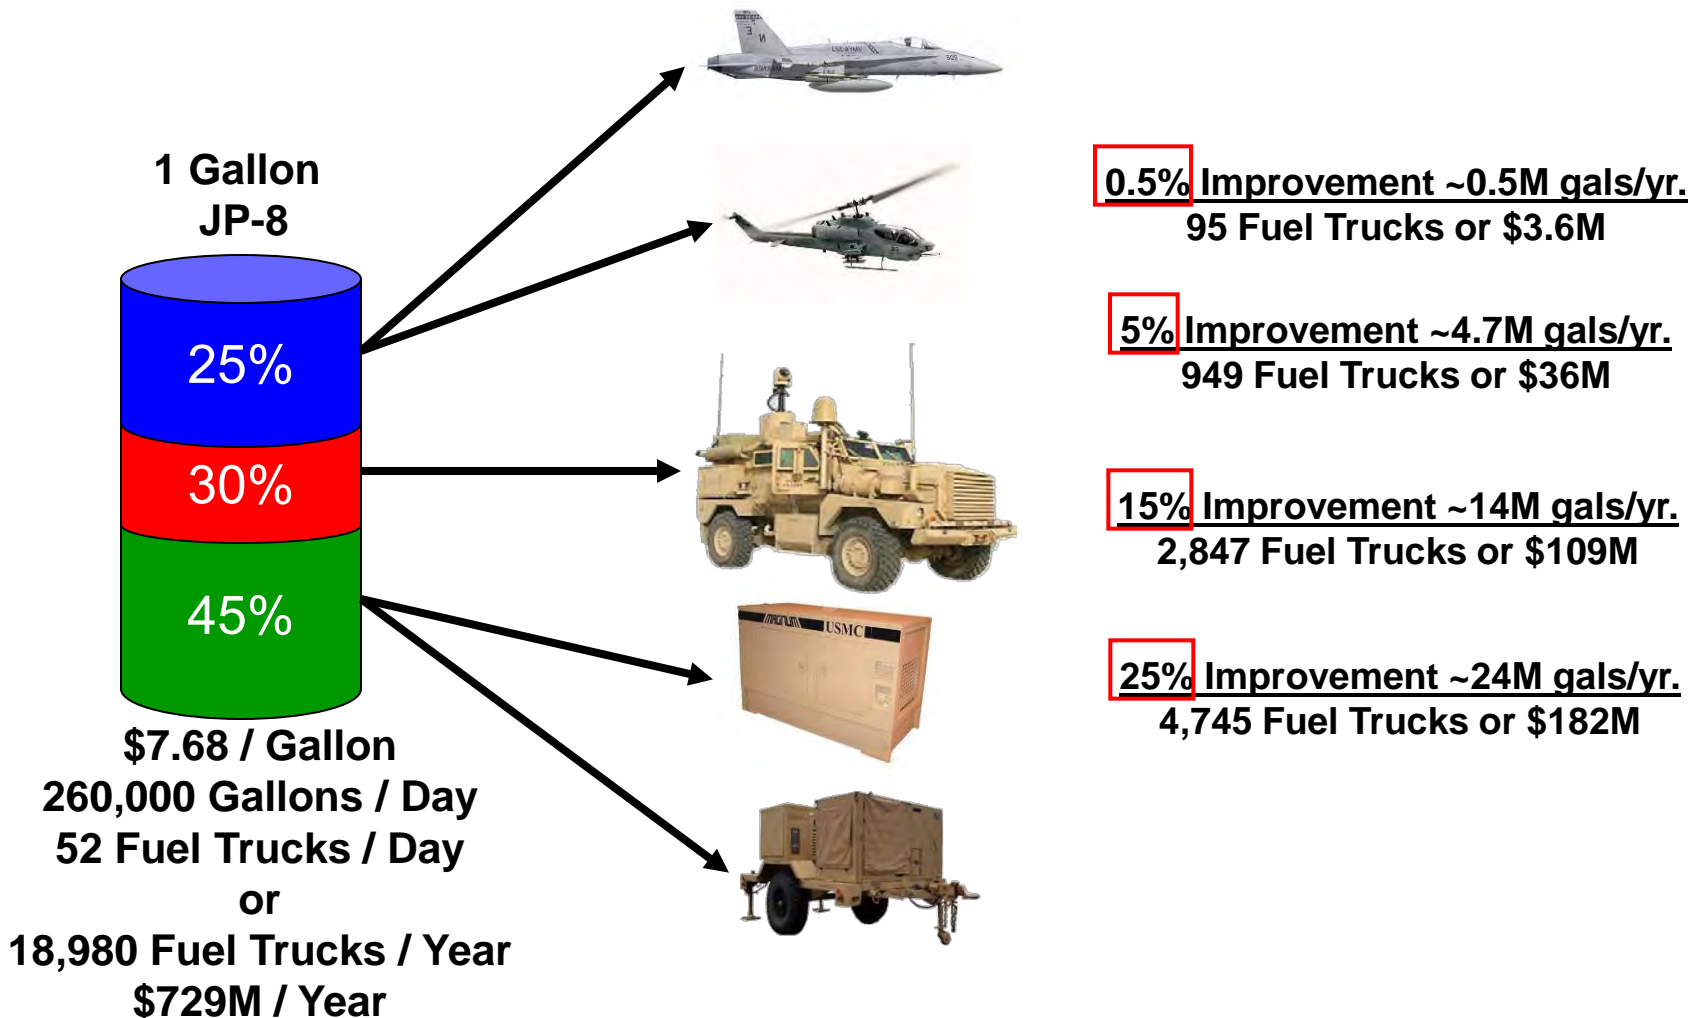 1 Gallon
JP-8
25%
30%
45%
$7.68 / Gallon
260,000 Gallons / Day
52 Fuel Trucks / Day
or
18,980 Fuel Trucks / Year
$729M / Year
MAGNUM USMC
0.5% Improvement ~0.5M gals/yr.
95 Fuel Trucks or $3.6M
5% Improvement ~4.7M gals/yr.
949 Fuel Trucks or $36M
15% Improvement ~14M gals/yr.
2,847 Fuel Trucks or $109M
25% Improvement ~24M gals/yr.
4,745 Fuel Trucks or $182M